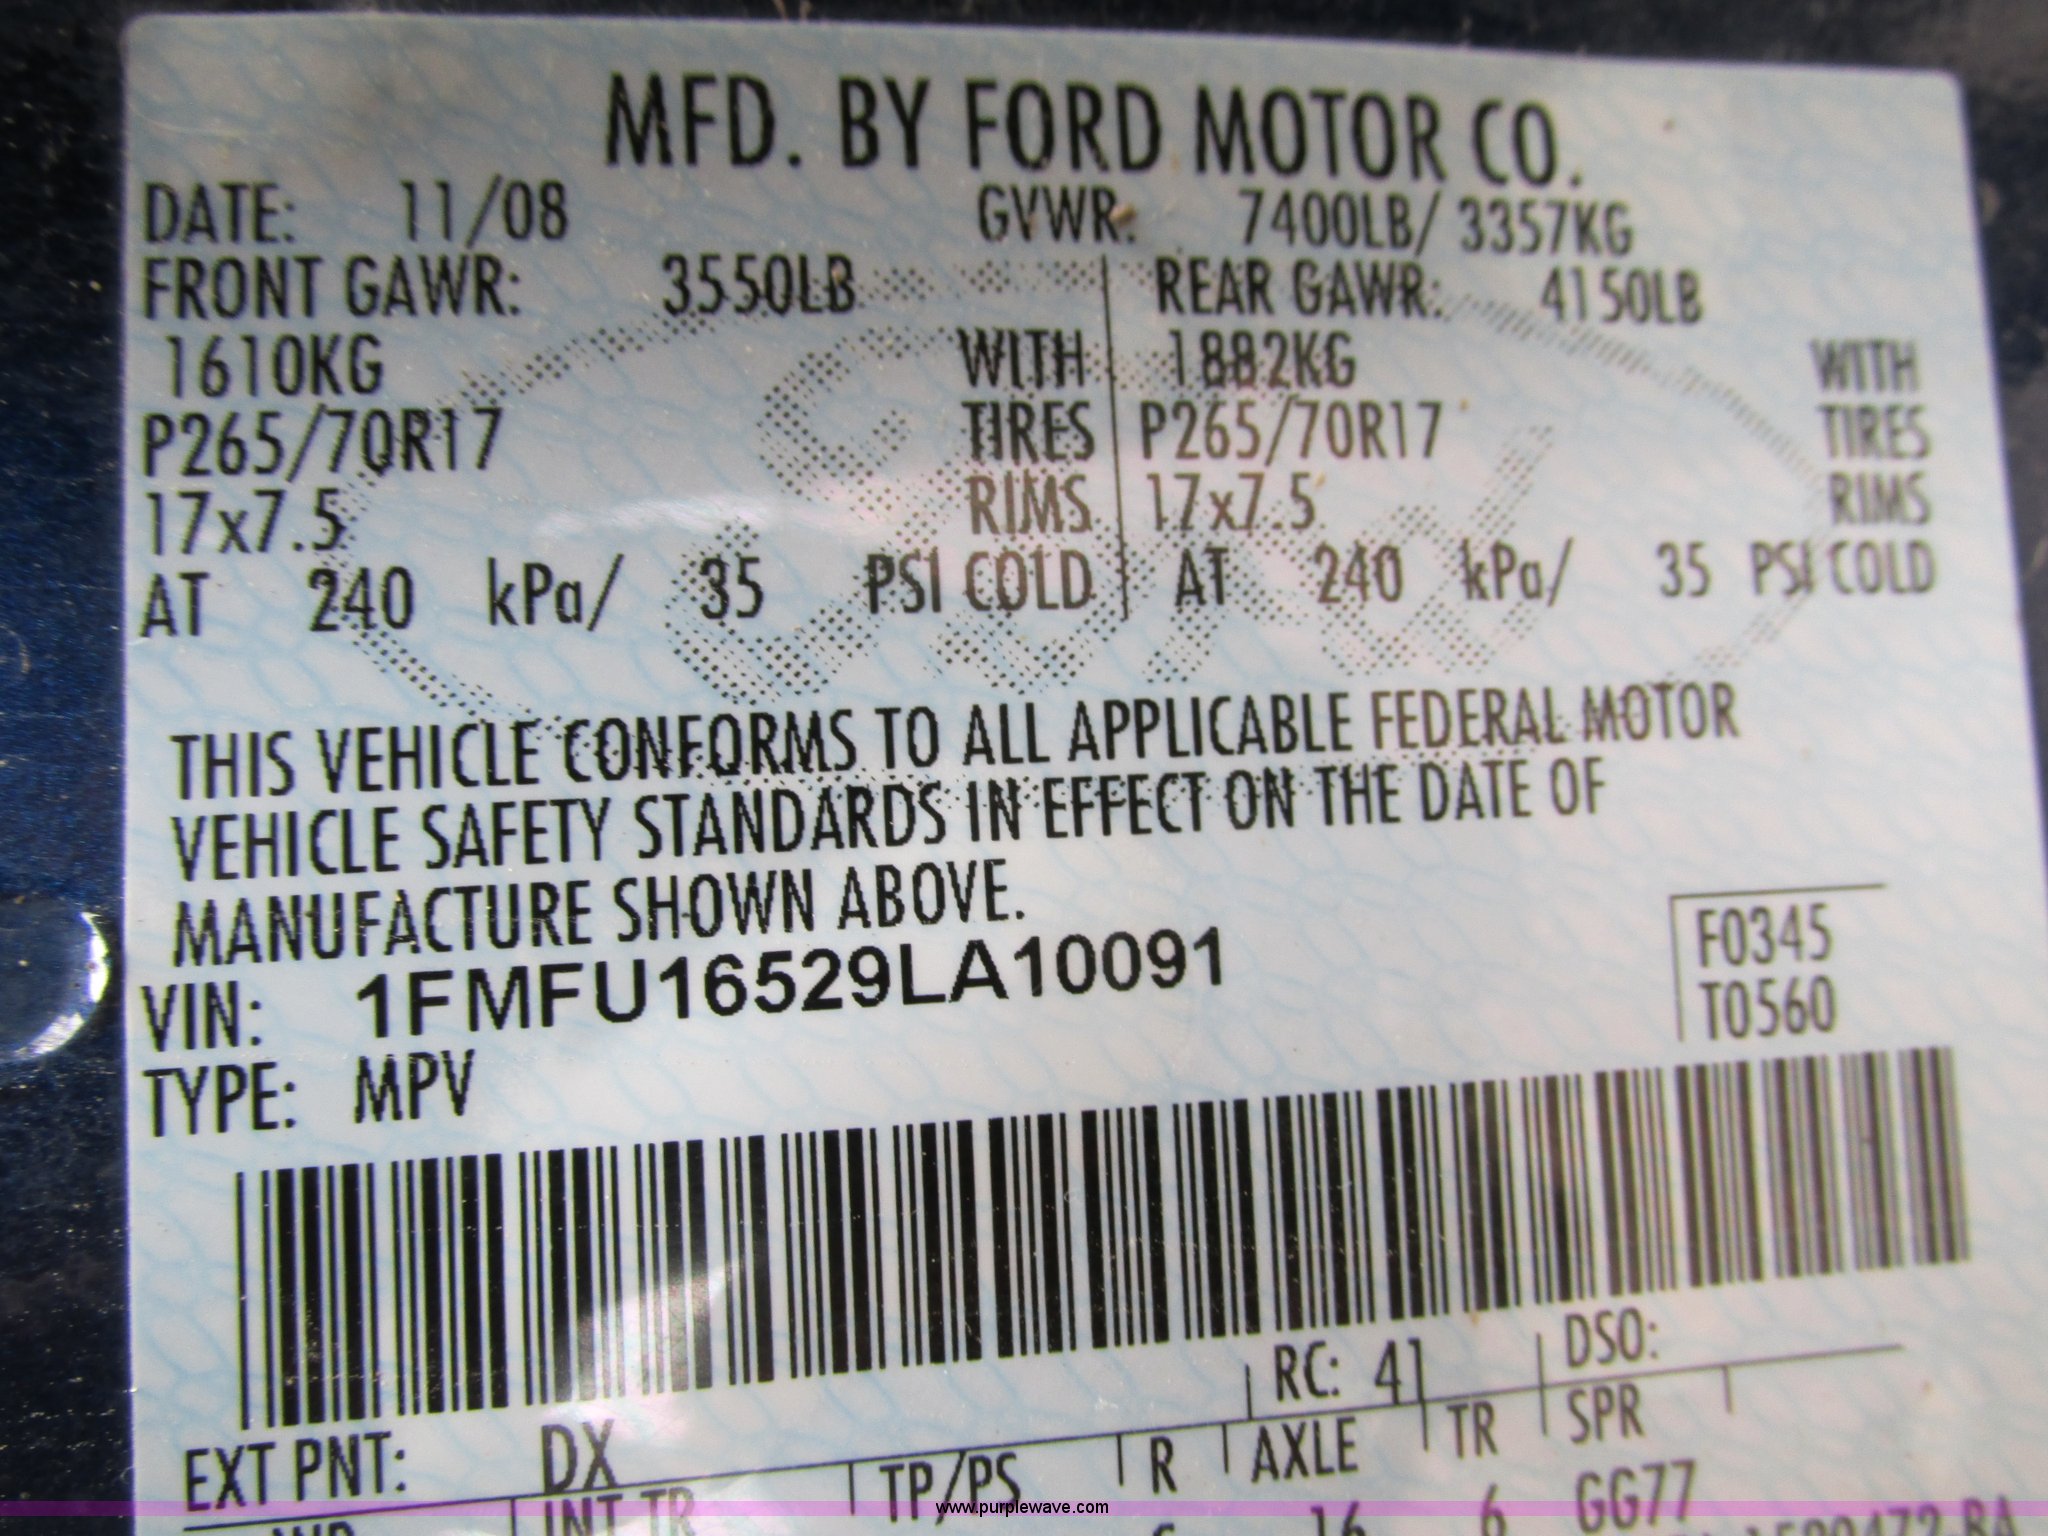 MFD. BY FORD MOTOR CO.
DATE: 11/08 GVWR: 7400LB/ 3357KG
FRONT GAWR: 3550LB REAR GAWR: 4150LB
1610KG WITH 1882KG WITH
P265/70R17 TIRES P265/70R17 TIRES
17x7.5 RIMS 17x7.5 RIMS
AT 240 kPa/ 35 PSI COLD AT 240 kPa/ 35 PSI COLD
THIS VEHICLE CONFORMS TO ALL APPLICABLE FEDERAL MOTOR
VEHICLE SAFETY STANDARDS IN EFFECT ON THE DATE OF
MANUFACTURE SHOWN ABOVE.
F0345
VIN: 1FMFU16529LA10091
T0560
TYPE: MPV
RC: 41 DSO:
EXT PNT: DX
WB INT TR TP/PS R AXLE TR SPR
16 6 GG77
www.purplewave.com